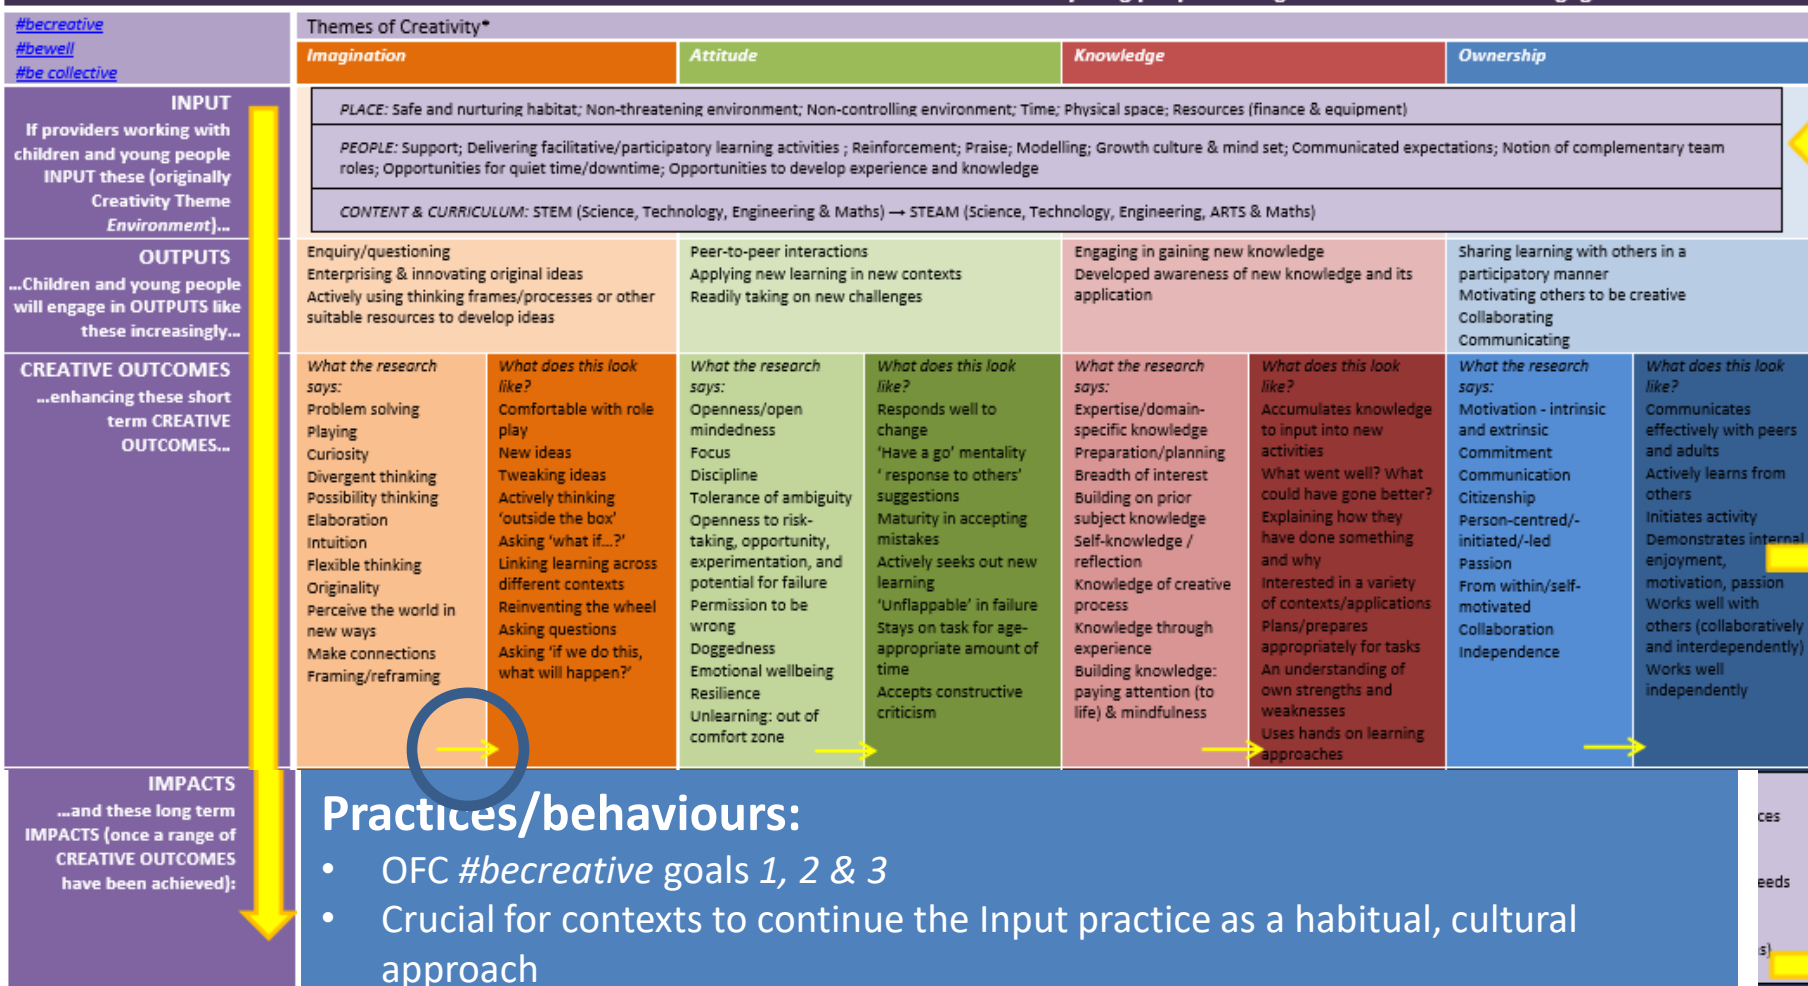 #becreative
#bewell
#be collective
Themes of Creativity*
Imagination
Attitude
Knowledge
Ownership
INPUT
If providers working with
children and young people
INPUT these (originally
Creativity Theme
Environment)...
PLACE: Safe and nurturing habitat; Non-threatening environment; Non-controlling environment; Time; Physical space; Resources (finance & equipment)
PEOPLE: Support; Delivering facilitative/participatory learning activities ; Reinforcement; Praise; Modelling; Growth culture & mind set; Communicated expectations; Notion of complementary team
roles; Opportunities for quiet time/downtime; Opportunities to develop experience and knowledge
CONTENT & CURRICULUM: STEM (Science, Technology, Engineering & Maths) → STEAM (Science, Technology, Engineering, ARTS & Maths)
OUTPUTS
...Children and young people
will engage in OUTPUTS like
these increasingly...
Enquiry/questioning
Enterprising & innovating original ideas
Actively using thinking frames/processes or other
suitable resources to develop ideas
Peer-to-peer interactions
Applying new learning in new contexts
Readily taking on new challenges
Engaging in gaining new knowledge
Developed awareness of new knowledge and its
application
Sharing learning with others in a
participatory manner
Motivating others to be creative
Collaborating
Communicating
CREATIVE OUTCOMES
...enhancing these short
term CREATIVE
OUTCOMES...
What the research
says:
Problem solving
Playing
Curiosity
Divergent thinking
Possibility thinking
Elaboration
Intuition
Flexible thinking
Originality
Perceive the world in
new ways
Make connections
Framing/reframing
What does this look
like?
Comfortable with role
play
New ideas
Tweaking ideas
Actively thinking
'outside the box'
Asking 'what if...?'
Linking learning across
different contexts
Reinventing the wheel
Asking questions
Asking 'if we do this,
what will happen?'
What the research
says:
Openness/open
mindedness
Focus
Discipline
Tolerance of ambiguity
Openness to risk-
taking, opportunity,
experimentation, and
potential for failure
Permission to be
wrong
Doggedness
Emotional wellbeing
Resilience
Unlearning: out of
comfort zone
What does this look
like?
Responds well to
change
'Have a go' mentality
' response to others'
suggestions
Maturity in accepting
mistakes
Actively seeks out new
learning
'Unflappable' in failure
Stays on task for age-
appropriate amount of
time
Accepts constructive
criticism
What the research
says:
Expertise/domain-
specific knowledge
Preparation/planning
Breadth of interest
Building on prior
subject knowledge
Self-knowledge /
reflection
Knowledge of creative
process
Knowledge through
experience
Building knowledge:
paying attention (to
life) & mindfulness
What does this look
like?
Accumulates knowledge
to input into new
activities
What went well? What
could have gone better?
Explaining how they
have done something
and why
Interested in a variety
of contexts/applications
Plans/prepares
appropriately for tasks
An understanding of
own strengths and
weaknesses
Uses hands on learning
approaches
What the research
says:
Motivation - intrinsic
and extrinsic
Commitment
Communication
Citizenship
Person-centred/-
initiated/-led
Passion
From within/self-
motivated
Collaboration
Independence
What does this look
like?
Communicates
effectively with peers
and adults
Actively learns from
others
Initiates activity
Demonstrates internal
enjoyment,
motivation, passion
Works well with
others (collaboratively
and interdependently)
Works well
independently
IMPACTS
...and these long term
IMPACTS (once a range of
CREATIVE OUTCOMES
have been achieved):
Practices/behaviours:
• OFC #becreative goals 1, 2 & 3
• Crucial for contexts to continue the Input practice as a habitual, cultural
approach
ces
eeds
s)